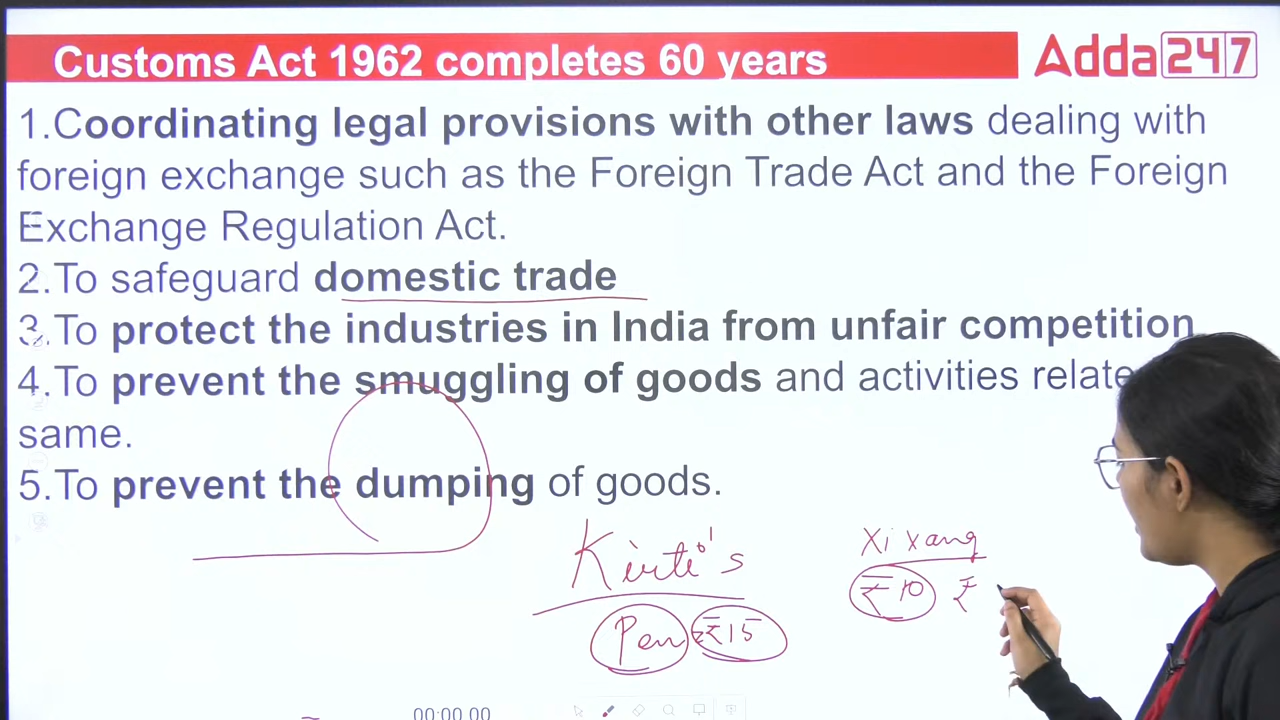 Customs Act 1962 completes 60 years
Adda247
1.Coordinating legal provisions with other laws dealing with
foreign exchange such as the Foreign Trade Act and the Foreign
Exchange Regulation Act.
2.To safeguard domestic trade
3.To protect the industries in India from unfair competition
4.To prevent the smuggling of goods and activities relate
same.
5.To prevent the dumping of goods.
Kirti's
Xi xang
₹10 ₹
Pen ₹15
00:00.00